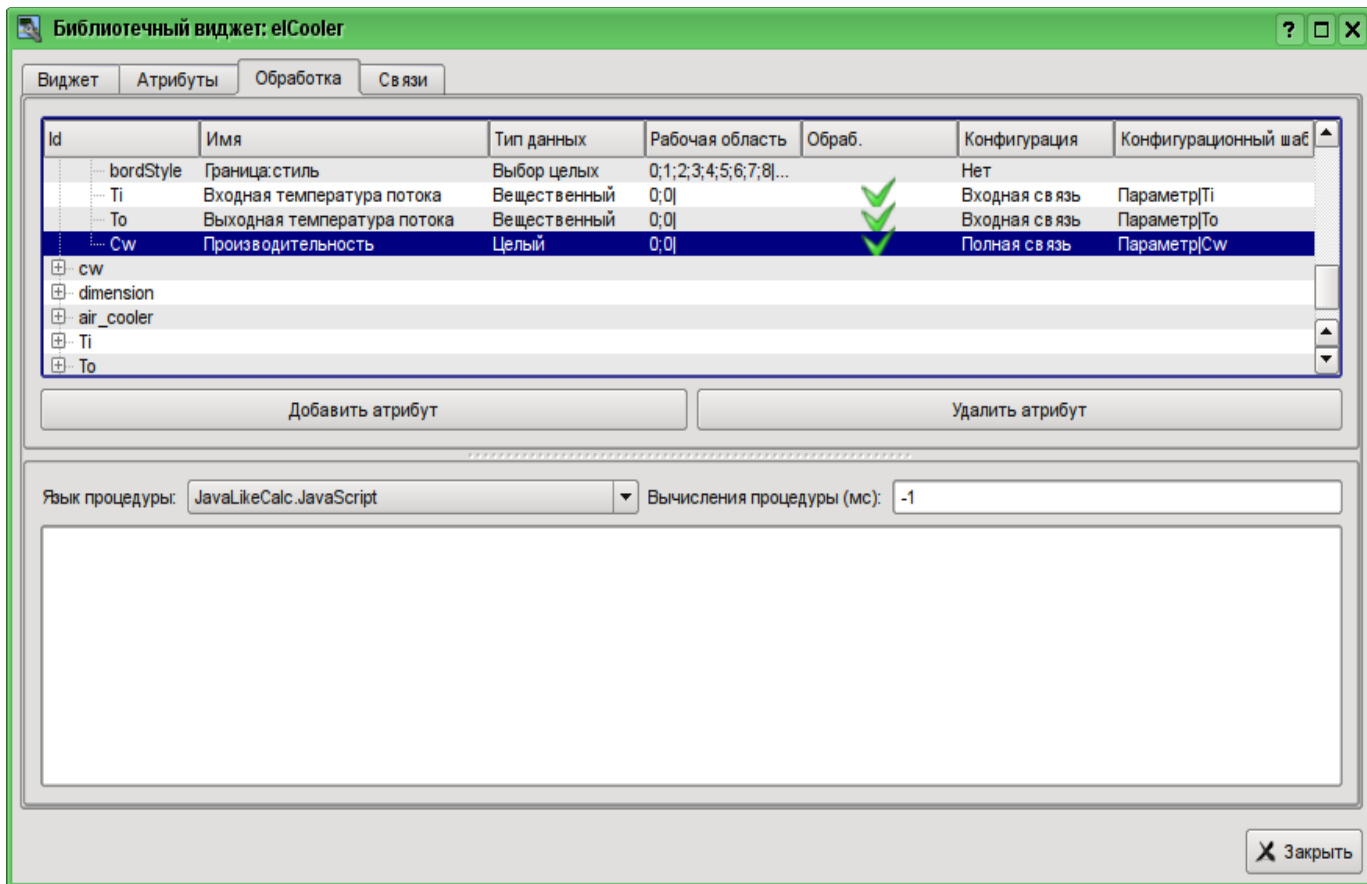 Библиотечный виджет: elCooler
Виджет Атрибуты Обработка Связи
Id Имя Тип данных Рабочая область Обраб. Конфигурация Конфигурационный шаб
bordStyle Граница:стиль Выбор целых 0;1;2;3;4;5;6;7;8|... Нет
Ti Входная температура потока Вещественный 0;0| Входная связь Параметр|Ti
To Выходная температура потока Вещественный 0;0| Входная связь Параметр|To
Cw Производительность Целый 0;0| Полная связь Параметр|Cw
cw
dimension
air_cooler
Ti
To
Добавить атрибут Удалить атрибут
Язык процедуры: JavaLikeCalc.JavaScript Вычисления процедуры (мс): -1
Закрыть